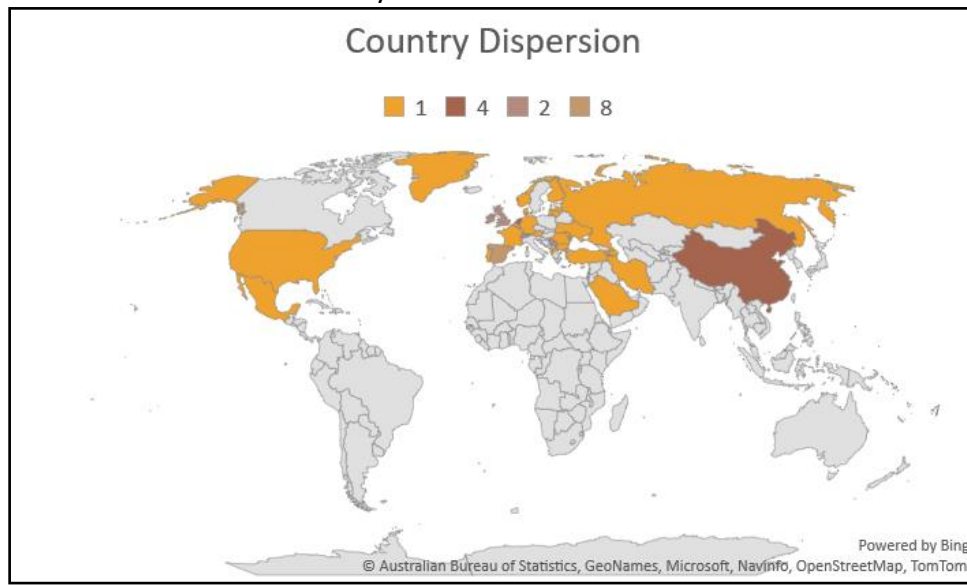 Country Dispersion
1 4 2 8
Powered by Bing
© Australian Bureau of Statistics, GeoNames, Microsoft, Navinfo, OpenStreetMap, TomTom